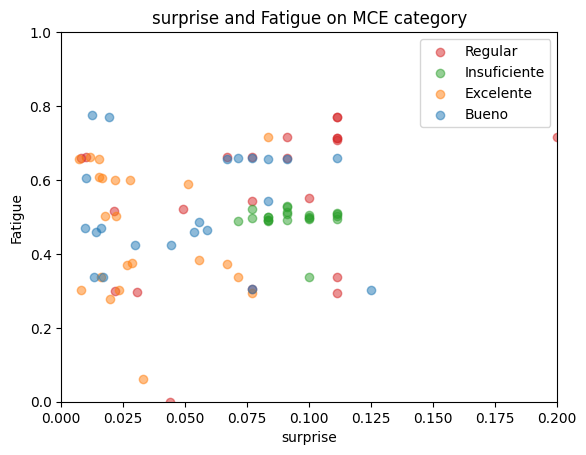 surprise and Fatigue on MCE category
1.0
0.8
0.6
0.4
0.2
0.0
Fatigue
Regular
Insuficiente
Excelente
Bueno
0.000 0.025 0.050 0.075 0.100 0.125 0.150 0.175 0.200
surprise